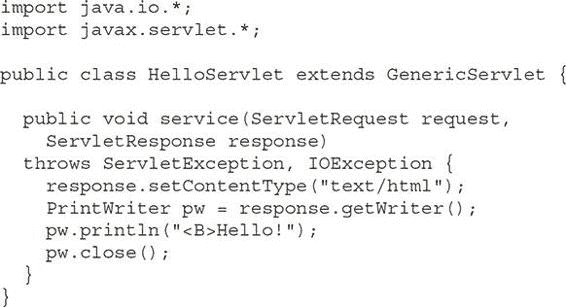 import java.io.*;
import javax.servlet.*;
public class HelloServlet extends GenericServlet {
public void service(ServletRequest request,
ServletResponse response)
throws ServletException, IOException {
response.setContentType("text/html");
PrintWriter pw = response.getWriter();
pw.println("<B>Hello!");
pw.close();
}
}